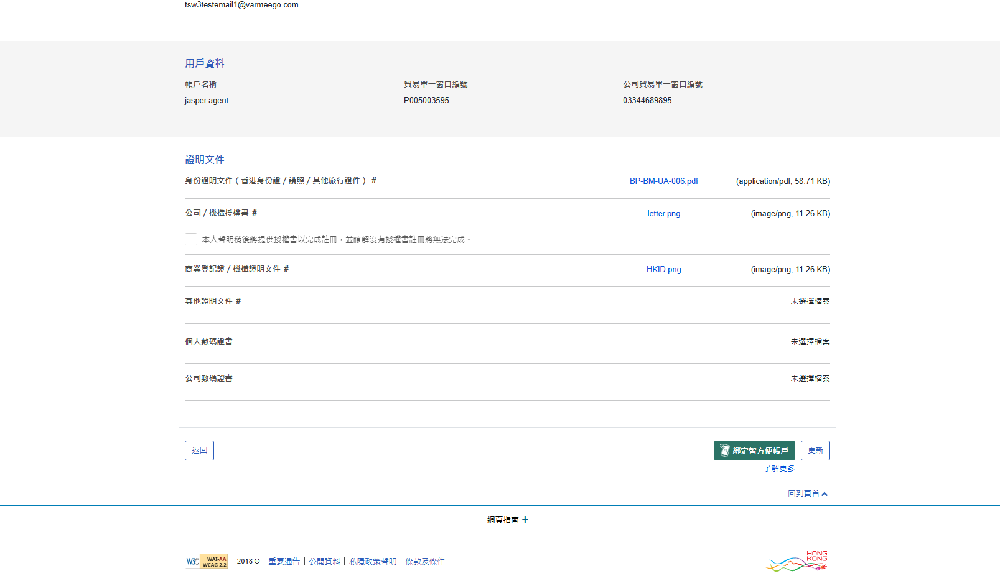 tsw3testemail1@varmeego.com
用戶資料
帳戶名稱 貿易單一窗口編號 公司貿易單一窗口編號
jasper.agent P005003595 03344689895
證明文件
身份證明文件（香港身份證 / 護照 / 其他旅行證件） # BP-BM-UA-006.pdf (application/pdf, 58.71 KB)
公司 / 機構授權書 # letter.png (image/png, 11.26 KB)
本人聲明稍後將提供授權書以完成註冊，並瞭解沒有授權書註冊將無法完成。
商業登記證 / 機構證明文件 # HKID.png (image/png, 11.26 KB)
其他證明文件 # 未選擇檔案
個人數碼證書 未選擇檔案
公司數碼證書 未選擇檔案
返回 綁定智方便帳戶 更新
了解更多
回到頁首
網頁指南 +
W3C WAI-AA WCAG 2.2 | 2018 © | 重要通告 | 公開資料 | 私隱政策聲明 | 條款及條件
HONG KONG